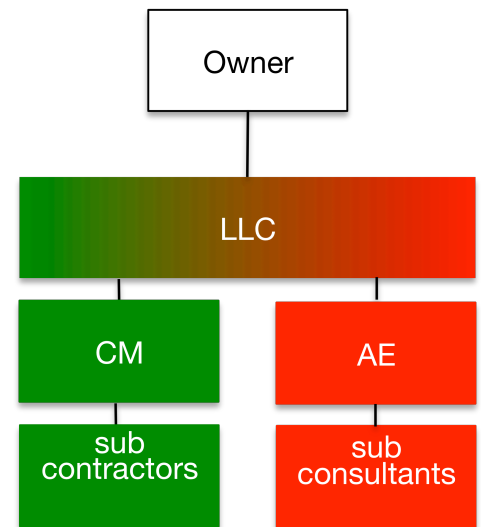 Owner
LLC
CM
AE
sub
contractors
sub
consultants